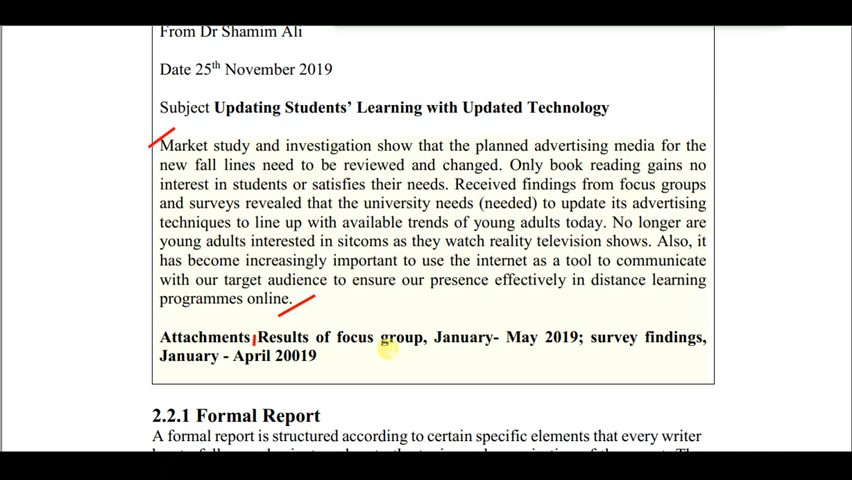 From Dr Shamim Ali
Date 25th November 2019
Subject Updating Students' Learning with Updated Technology
Market study and investigation show that the planned advertising media for the
new fall lines need to be reviewed and changed. Only book reading gains no
interest in students or satisfies their needs. Received findings from focus groups
and surveys revealed that the university needs (needed) to update its advertising
techniques to line up with available trends of young adults today. No longer are
young adults interested in sitcoms as they watch reality television shows. Also, it
has become increasingly important to use the internet as a tool to communicate
with our target audience to ensure our presence effectively in distance learning
programmes online.
Attachments Results of focus group, January- May 2019; survey findings,
January - April 20019
2.2.1 Formal Report
A formal report is structured according to certain specific elements that every writer